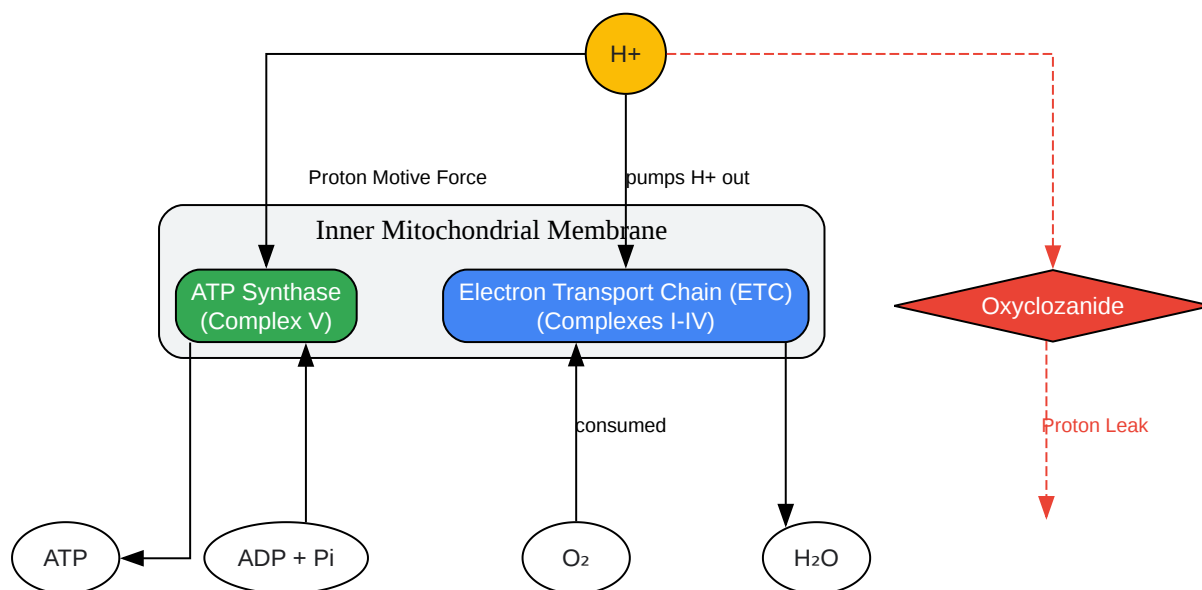 H+
Proton Motive Force
pumps H+ out
Inner Mitochondrial Membrane
ATP Synthase
(Complex V)
Electron Transport Chain (ETC)
(Complexes I-IV)
Oxyclozanide
consumed
Proton Leak
ATP
ADP + Pi
O₂
H₂O